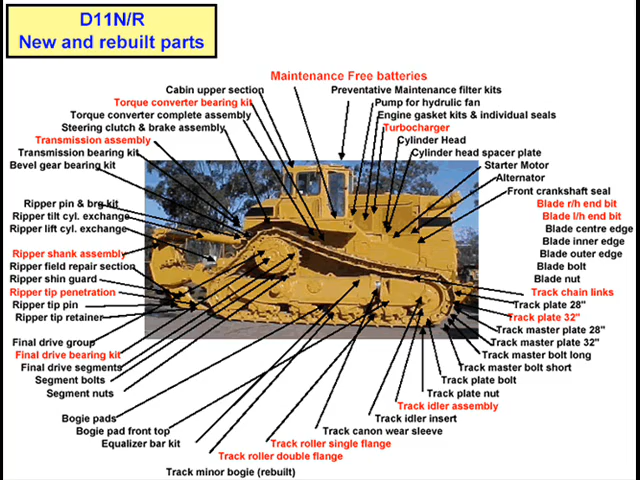 D11N/R
New and rebuilt parts
Maintenance Free batteries
Cabin upper section
Preventative Maintenance filter kits
Torque converter bearing kit
Pump for hydrulic fan
Torque converter complete assembly
Engine gasket kits & individual seals
Steering clutch & brake assembly
Turbocharger
Transmission assembly
Cylinder Head
Transmission bearing kit
Cylinder head spacer plate
Bevel gear bearing kit
Starter Motor
Alternator
Front crankshaft seal
Ripper pin & brg kit
Blade r/h end bit
Ripper tilt cyl. exchange
Blade l/h end bit
Ripper lift cyl. exchange
Blade centre edge
Blade inner edge
Ripper shank assembly
Blade outer edge
Ripper field repair section
Blade bolt
Ripper shin guard
Blade nut
Ripper tip penetration
Track chain links
Ripper tip pin
Track plate 28"
Ripper tip retainer
Track plate 32"
Track master plate 28"
Final drive group
Track master plate 32"
Final drive bearing kit
Track master bolt long
Final drive segments
Track master bolt short
Segment bolts
Track plate bolt
Segment nuts
Track plate nut
Track idler assembly
Bogie pads
Track idler insert
Bogie pad front top
Track canon wear sleeve
Equalizer bar kit
Track roller single flange
Track roller double flange
Track minor bogie (rebuilt)